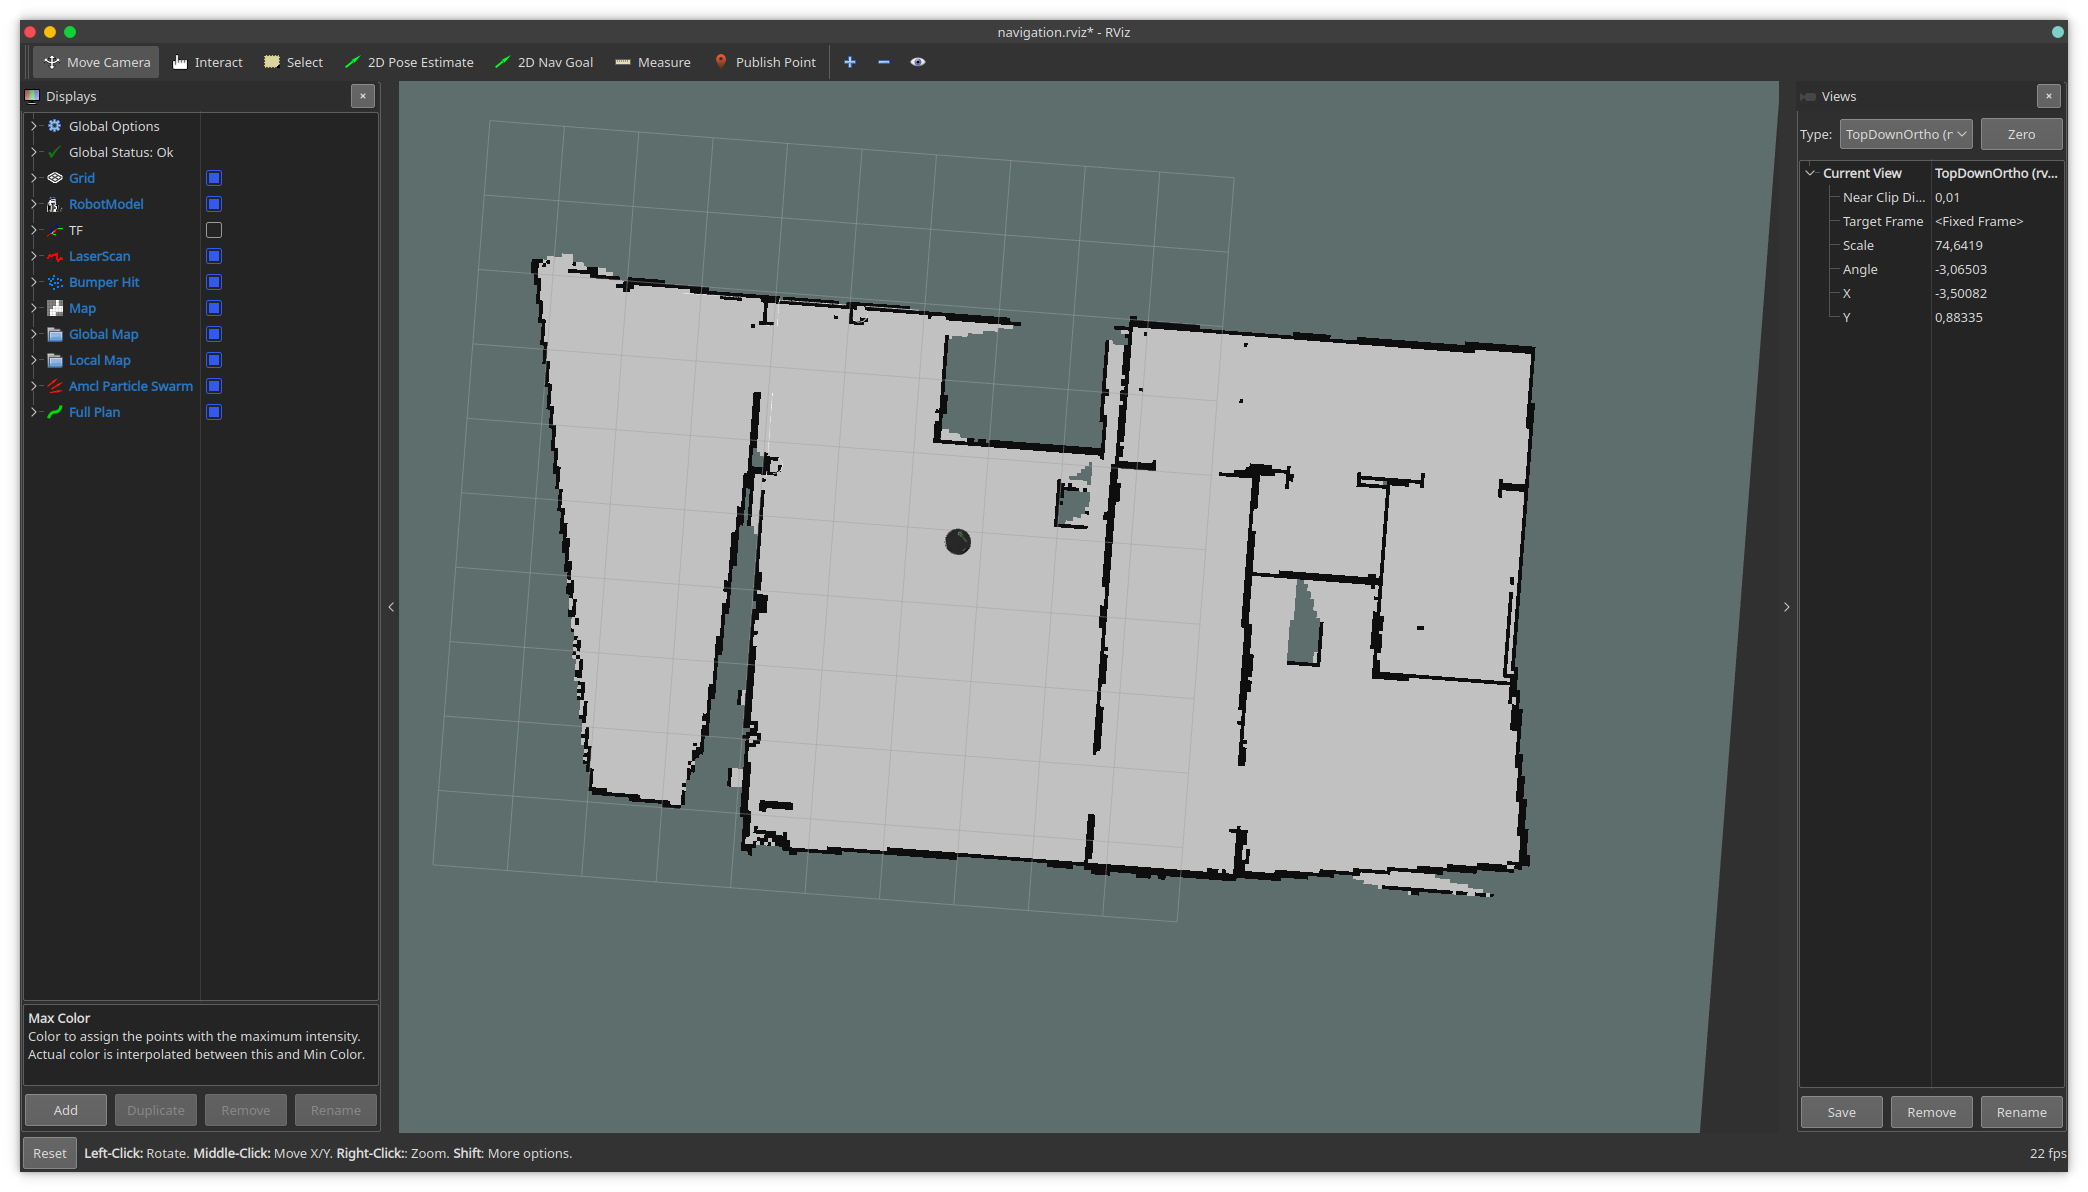 navigation.rviz* - RViz
Move Camera Interact Select 2D Pose Estimate 2D Nav Goal Measure Publish Point
Displays
Global Options
Global Status: Ok
Grid
RobotModel
TF
LaserScan
Bumper Hit
Map
Global Map
Local Map
Amcl Particle Swarm
Full Plan
Max Color
Color to assign the points with the maximum intensity.
Actual color is interpolated between this and Min Color.
Add Duplicate Remove Rename
Views
Type: TopDownOrtho (r Zero
Current View TopDownOrtho (rv...
Near Clip Di... 0,01
Target Frame <Fixed Frame>
Scale 74,6419
Angle -3,06503
X -3,50082
Y 0,88335
Save Remove Rename
Reset Left-Click: Rotate. Middle-Click: Move X/Y. Right-Click:: Zoom. Shift: More options.
22 fps